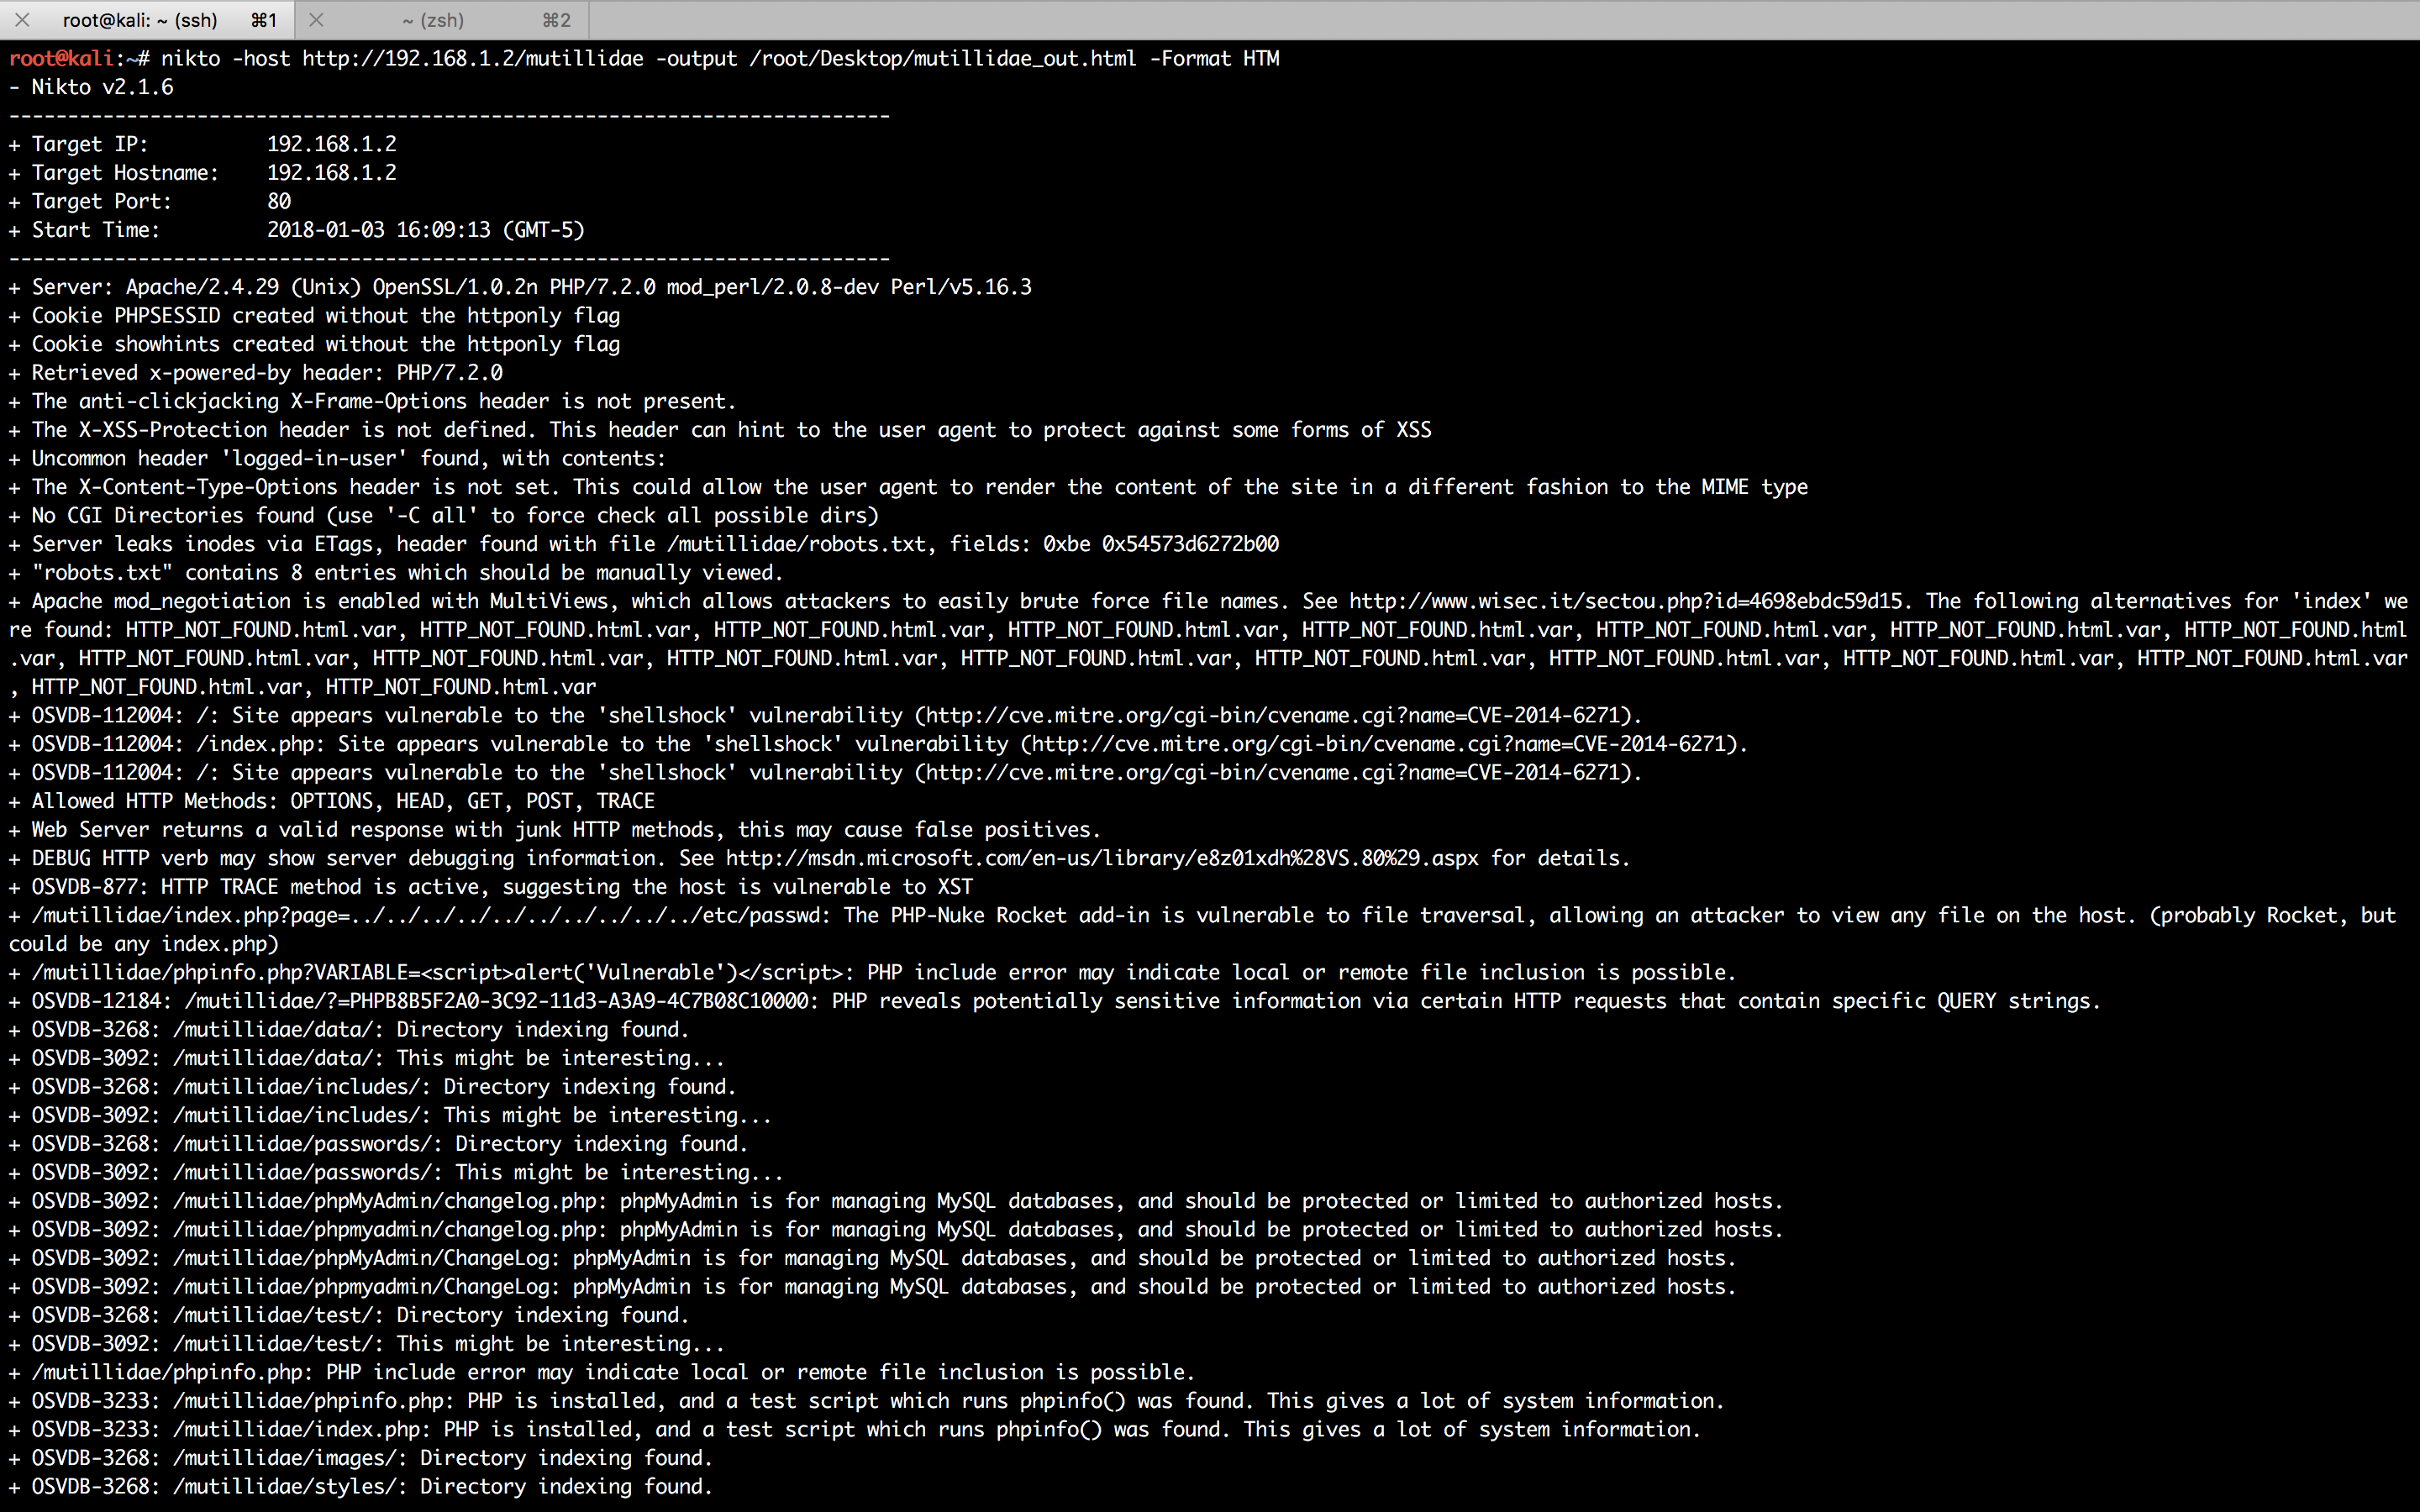 root@kali: ~ (ssh) ⌘1 ~ (zsh) ⌘2
root@kali:~# nikto -host http://192.168.1.2/mutillidae -output /root/Desktop/mutillidae_out.html -Format HTM
- Nikto v2.1.6
---------------------------------------------------------------------------
+ Target IP:          192.168.1.2
+ Target Hostname:    192.168.1.2
+ Target Port:        80
+ Start Time:         2018-01-03 16:09:13 (GMT-5)
---------------------------------------------------------------------------
+ Server: Apache/2.4.29 (Unix) OpenSSL/1.0.2n PHP/7.2.0 mod_perl/2.0.8-dev Perl/v5.16.3
+ Cookie PHPSESSID created without the httponly flag
+ Cookie showhints created without the httponly flag
+ Retrieved x-powered-by header: PHP/7.2.0
+ The anti-clickjacking X-Frame-Options header is not present.
+ The X-XSS-Protection header is not defined. This header can hint to the user agent to protect against some forms of XSS
+ Uncommon header 'logged-in-user' found, with contents:
+ The X-Content-Type-Options header is not set. This could allow the user agent to render the content of the site in a different fashion to the MIME type
+ No CGI Directories found (use '-C all' to force check all possible dirs)
+ Server leaks inodes via ETags, header found with file /mutillidae/robots.txt, fields: 0xbe 0x54573d6272b00
+ "robots.txt" contains 8 entries which should be manually viewed.
+ Apache mod_negotiation is enabled with MultiViews, which allows attackers to easily brute force file names. See http://www.wisec.it/sectou.php?id=4698ebdc59d15. The following alternatives for 'index' we
re found: HTTP_NOT_FOUND.html.var, HTTP_NOT_FOUND.html.var, HTTP_NOT_FOUND.html.var, HTTP_NOT_FOUND.html.var, HTTP_NOT_FOUND.html.var, HTTP_NOT_FOUND.html.var, HTTP_NOT_FOUND.html.var, HTTP_NOT_FOUND.html
.var, HTTP_NOT_FOUND.html.var, HTTP_NOT_FOUND.html.var, HTTP_NOT_FOUND.html.var, HTTP_NOT_FOUND.html.var, HTTP_NOT_FOUND.html.var, HTTP_NOT_FOUND.html.var, HTTP_NOT_FOUND.html.var, HTTP_NOT_FOUND.html.var
, HTTP_NOT_FOUND.html.var, HTTP_NOT_FOUND.html.var
+ OSVDB-112004: /: Site appears vulnerable to the 'shellshock' vulnerability (http://cve.mitre.org/cgi-bin/cvename.cgi?name=CVE-2014-6271).
+ OSVDB-112004: /index.php: Site appears vulnerable to the 'shellshock' vulnerability (http://cve.mitre.org/cgi-bin/cvename.cgi?name=CVE-2014-6271).
+ OSVDB-112004: /: Site appears vulnerable to the 'shellshock' vulnerability (http://cve.mitre.org/cgi-bin/cvename.cgi?name=CVE-2014-6271).
+ Allowed HTTP Methods: OPTIONS, HEAD, GET, POST, TRACE
+ Web Server returns a valid response with junk HTTP methods, this may cause false positives.
+ DEBUG HTTP verb may show server debugging information. See http://msdn.microsoft.com/en-us/library/e8z01xdh%28VS.80%29.aspx for details.
+ OSVDB-877: HTTP TRACE method is active, suggesting the host is vulnerable to XST
+ /mutillidae/index.php?page=../../../../../../../../../../etc/passwd: The PHP-Nuke Rocket add-in is vulnerable to file traversal, allowing an attacker to view any file on the host. (probably Rocket, but
could be any index.php)
+ /mutillidae/phpinfo.php?VARIABLE=<script>alert('Vulnerable')</script>: PHP include error may indicate local or remote file inclusion is possible.
+ OSVDB-12184: /mutillidae/?=PHPB8B5F2A0-3C92-11d3-A3A9-4C7B08C10000: PHP reveals potentially sensitive information via certain HTTP requests that contain specific QUERY strings.
+ OSVDB-3268: /mutillidae/data/: Directory indexing found.
+ OSVDB-3092: /mutillidae/data/: This might be interesting...
+ OSVDB-3268: /mutillidae/includes/: Directory indexing found.
+ OSVDB-3092: /mutillidae/includes/: This might be interesting...
+ OSVDB-3268: /mutillidae/passwords/: Directory indexing found.
+ OSVDB-3092: /mutillidae/passwords/: This might be interesting...
+ OSVDB-3092: /mutillidae/phpMyAdmin/changelog.php: phpMyAdmin is for managing MySQL databases, and should be protected or limited to authorized hosts.
+ OSVDB-3092: /mutillidae/phpmyadmin/changelog.php: phpMyAdmin is for managing MySQL databases, and should be protected or limited to authorized hosts.
+ OSVDB-3092: /mutillidae/phpMyAdmin/ChangeLog: phpMyAdmin is for managing MySQL databases, and should be protected or limited to authorized hosts.
+ OSVDB-3092: /mutillidae/phpmyadmin/ChangeLog: phpMyAdmin is for managing MySQL databases, and should be protected or limited to authorized hosts.
+ OSVDB-3268: /mutillidae/test/: Directory indexing found.
+ OSVDB-3092: /mutillidae/test/: This might be interesting...
+ /mutillidae/phpinfo.php: PHP include error may indicate local or remote file inclusion is possible.
+ OSVDB-3233: /mutillidae/phpinfo.php: PHP is installed, and a test script which runs phpinfo() was found. This gives a lot of system information.
+ OSVDB-3233: /mutillidae/index.php: PHP is installed, and a test script which runs phpinfo() was found. This gives a lot of system information.
+ OSVDB-3268: /mutillidae/images/: Directory indexing found.
+ OSVDB-3268: /mutillidae/styles/: Directory indexing found.